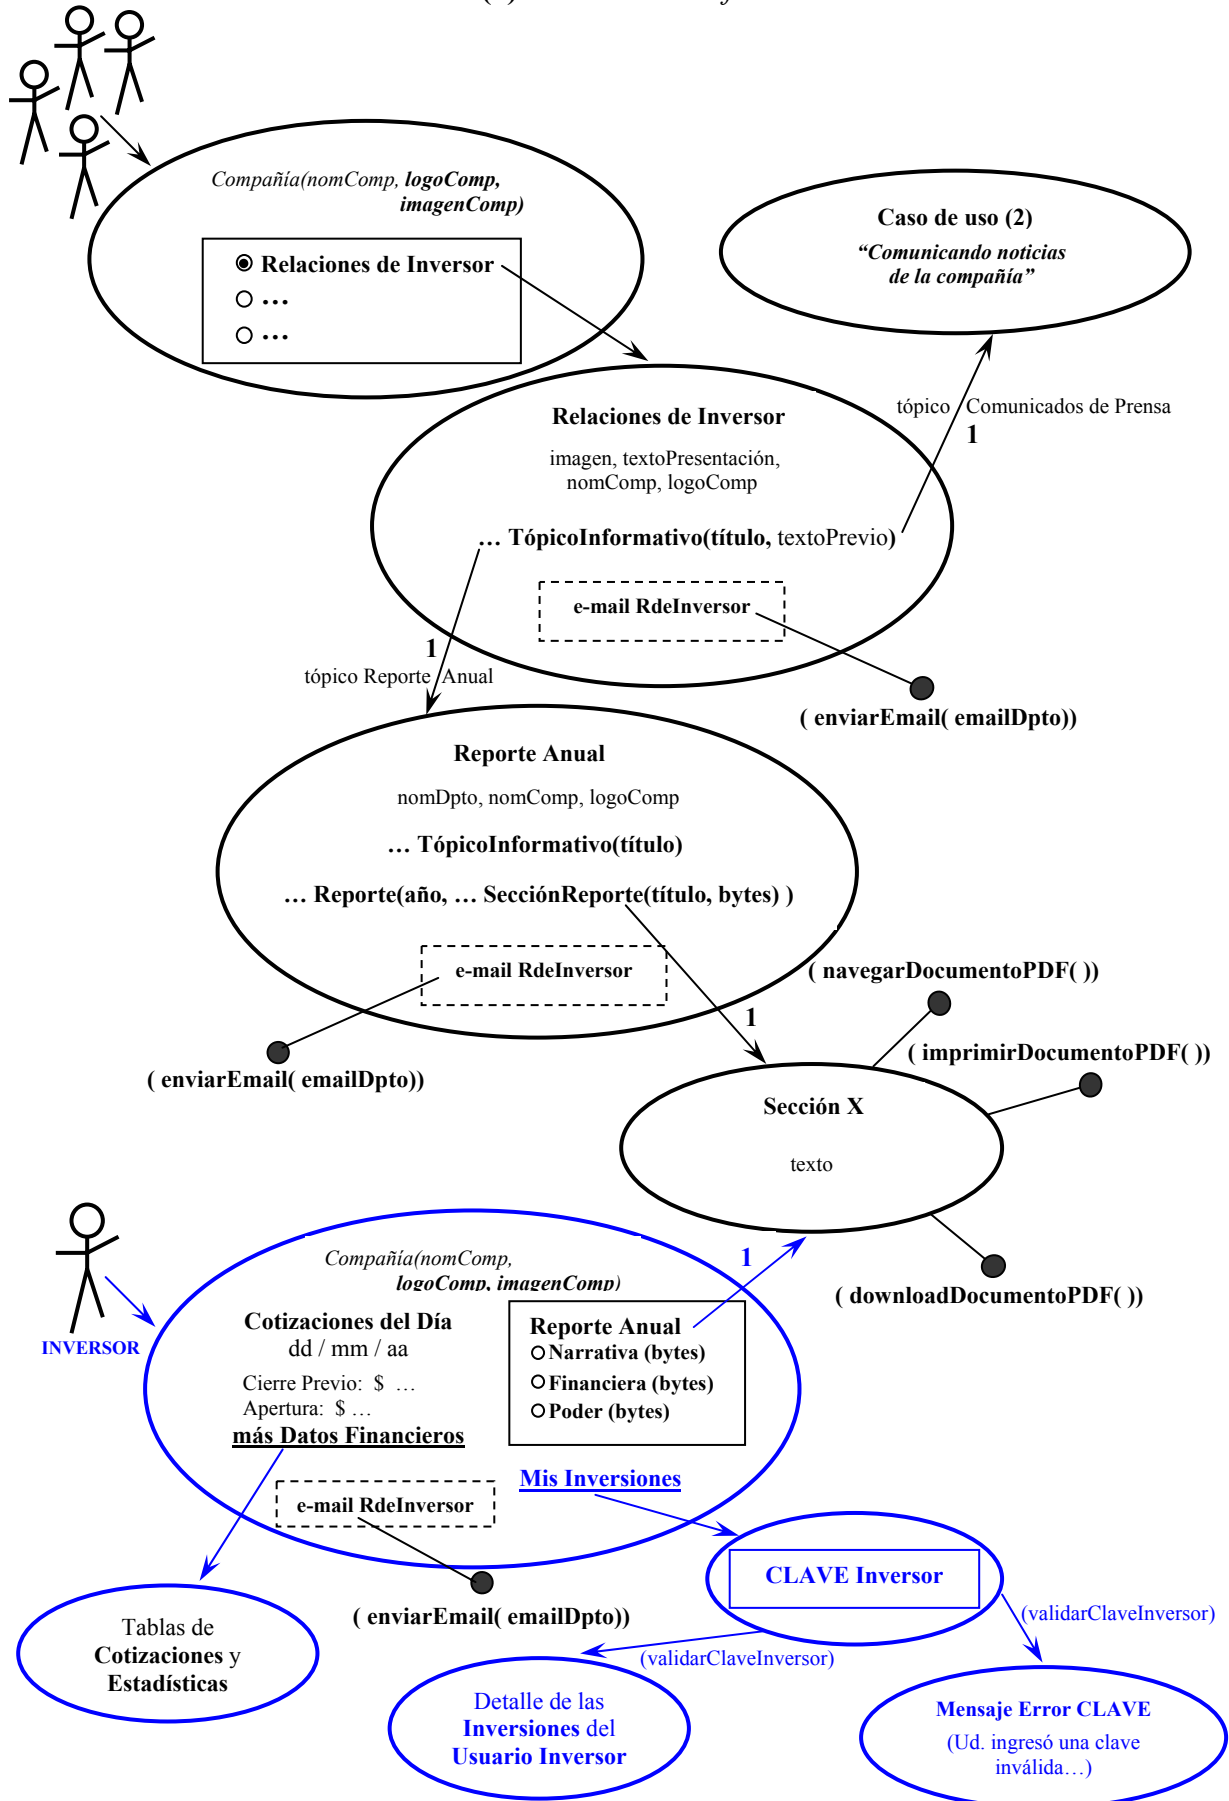 Compañía(nomComp, logoComp,
imagenComp)
Relaciones de Inversor
…
…
Caso de uso (2)
“Comunicando noticias
de la compañía”
Relaciones de Inversor
imagen, textoPresentación,
nomComp, logoComp
… TópicoInformativo(título, textoPrevio)
e-mail RdeInversor
tópico Comunicados de Prensa
1
1
tópico Reporte Anual
( enviarEmail( emailDpto))
Reporte Anual
nomDpto, nomComp, logoComp
… TópicoInformativo(título)
… Reporte(año, … SecciónReporte(título, bytes) )
e-mail RdeInversor
( enviarEmail( emailDpto))
1
( navegarDocumentoPDF( ))
( imprimirDocumentoPDF( ))
Sección X
texto
( downloadDocumentoPDF( ))
INVERSOR
Compañía(nomComp,
logoComp, imagenComp)
1
Cotizaciones del Día
dd / mm / aa
Cierre Previo: $ …
Apertura: $ …
más Datos Financieros
Reporte Anual
Narrativa (bytes)
Financiera (bytes)
Poder (bytes)
Mis Inversiones
e-mail RdeInversor
( enviarEmail( emailDpto))
CLAVE Inversor
(validarClaveInversor)
(validarClaveInversor)
Tablas de
Cotizaciones y
Estadísticas
Detalle de las
Inversiones del
Usuario Inversor
Mensaje Error CLAVE
(Ud. ingresó una clave
inválida…)